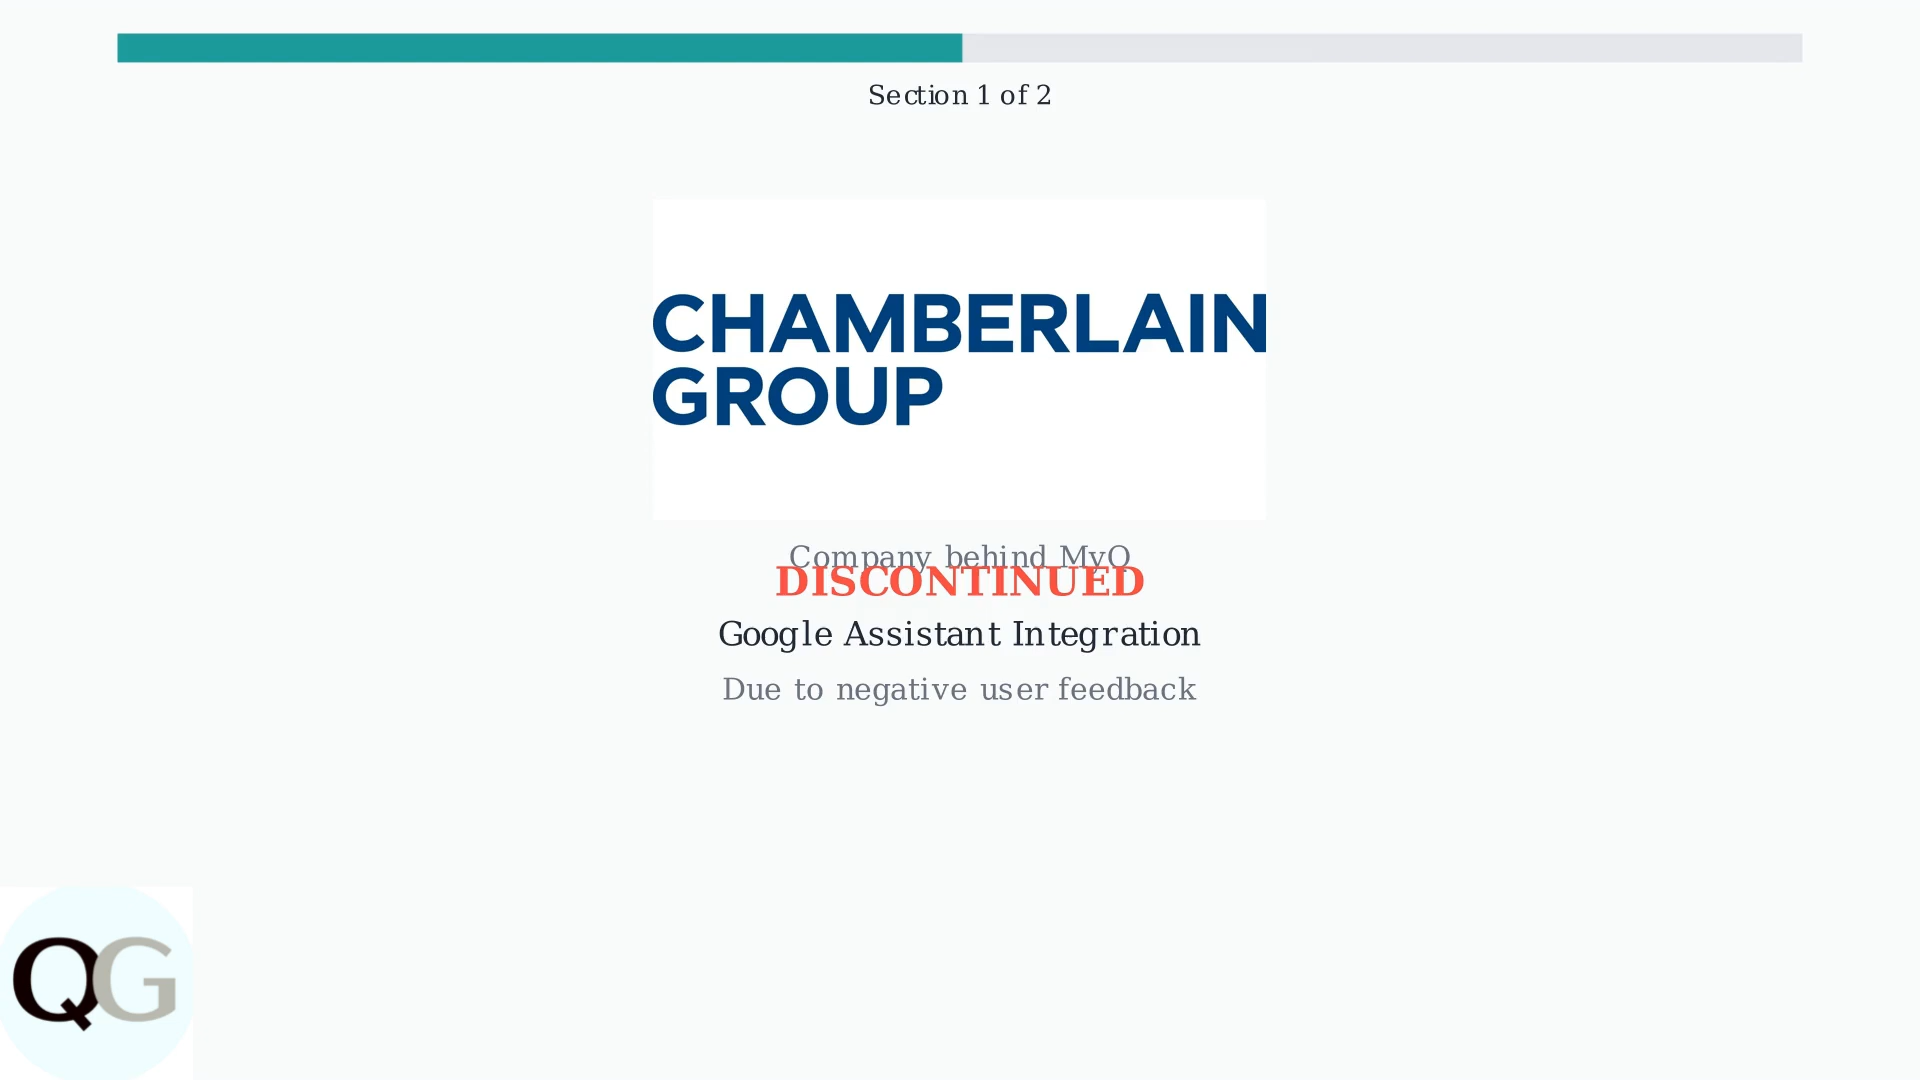 Section 1 of 2
CHAMBERLAIN
GROUP
Company behind MyQ
DISCONTINUED
Google Assistant Integration
Due to negative user feedback
QG